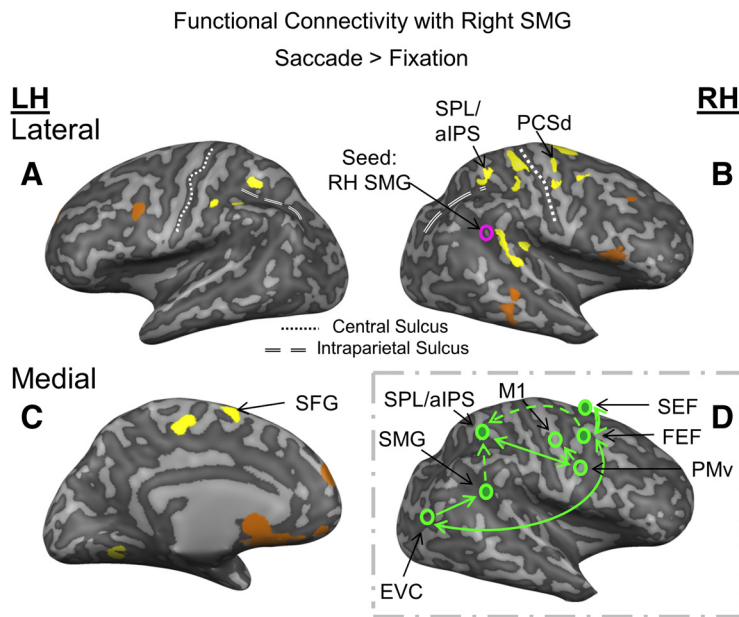 Functional Connectivity with Right SMG
Saccade > Fixation
LH
RH
Lateral
SPL/
aIPS
PCSd
Seed:
RH SMG
A
B
Central Sulcus
Intraparietal Sulcus
Medial
C
SFG
D
SPL/aIPS
M1
SEF
FEF
SMG
PMv
EVC